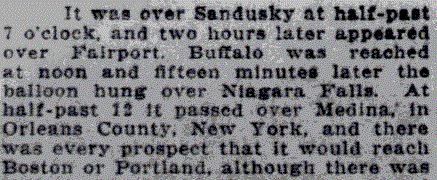 It was over Sandusky at half-past
7 o'clock, and two hours later appeared
over Fairport. Buffalo was reached
at noon and fifteen minutes later the
balloon hung over Niagara Falls. At
half-past 12 it passed over Medina, in
Orleans County, New York, and there
was every prospect that it would reach
Boston or Portland, although there was